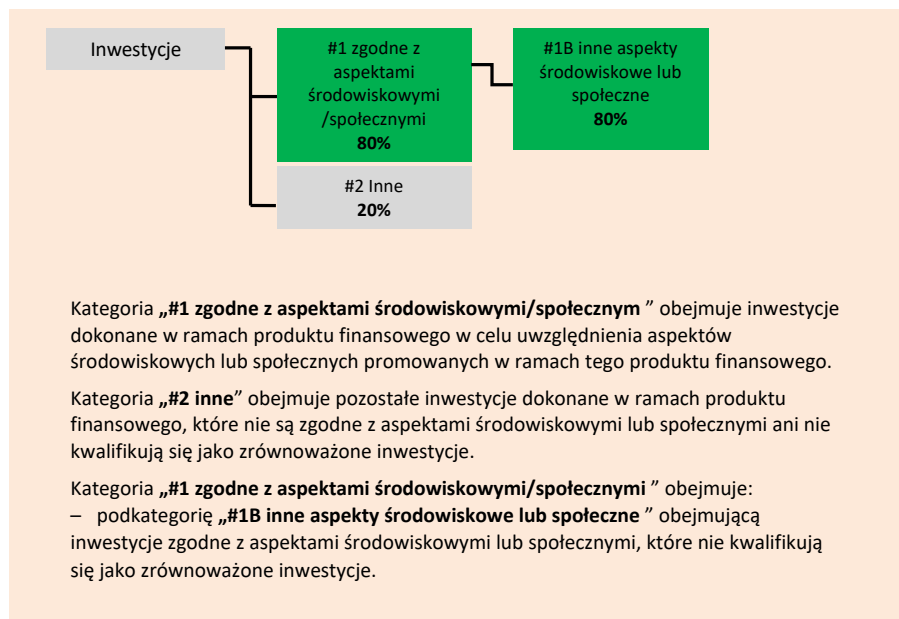 Inwestycje
#1 zgodne z
aspektami
środowiskowymi
/społecznymi
80%
#1B inne aspekty
środowiskowe lub
społeczne
80%
#2 Inne
20%
Kategoria „#1 zgodne z aspektami środowiskowymi/społecznym ” obejmuje inwestycje
dokonane w ramach produktu finansowego w celu uwzględnienia aspektów
środowiskowych lub społecznych promowanych w ramach tego produktu finansowego.
Kategoria „#2 inne” obejmuje pozostałe inwestycje dokonane w ramach produktu
finansowego, które nie są zgodne z aspektami środowiskowymi lub społecznymi ani nie
kwalifikują się jako zrównoważone inwestycje.
Kategoria „#1 zgodne z aspektami środowiskowymi/społecznymi ” obejmuje:
– podkategorię „#1B inne aspekty środowiskowe lub społeczne ” obejmującą
inwestycje zgodne z aspektami środowiskowymi lub społecznymi, które nie kwalifikują
się jako zrównoważone inwestycje.